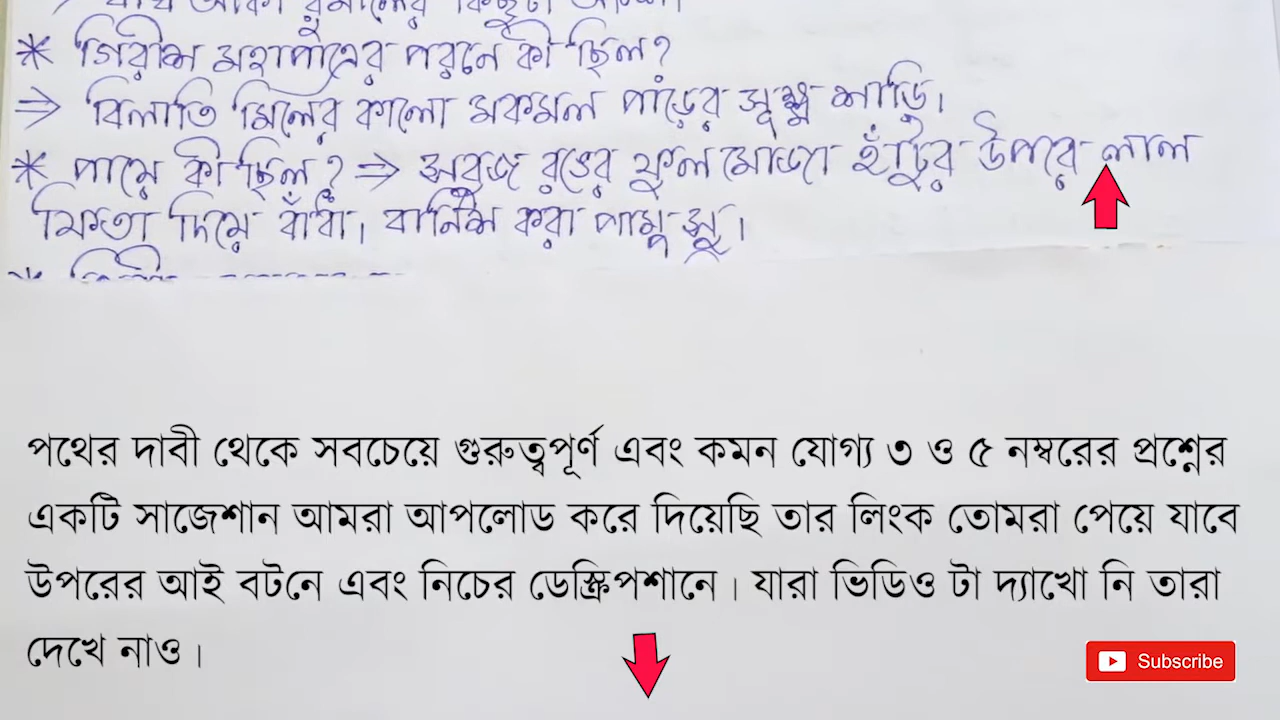 বাঘ আঁকা রুমালের কিছুটা অংশ।
* গিরীশ মহাপাত্রের পরনে কী ছিল?
⇒ বিলাতি মিলের কালো মকমল পাড়ের সূক্ষ্ম শাড়ি।
* পায়ে কী ছিল? ⇒ সবুজ রঙের ফুল মোজা হাঁটুর উপরে লাল
ফিতা দিয়ে বাঁধা। বার্নিশ করা পাম্প সু।
পথের দাবী থেকে সবচেয়ে গুরুত্বপূর্ণ এবং কমন যোগ্য ৩ ও ৫ নম্বরের প্রশ্নের
একটি সাজেশান আমরা আপলোড করে দিয়েছি তার লিংক তোমরা পেয়ে যাবে
উপরের আই বটনে এবং নিচের ডেস্ক্রিপশানে। যারা ভিডিও টা দ্যাখো নি তারা
দেখে নাও।
Subscribe